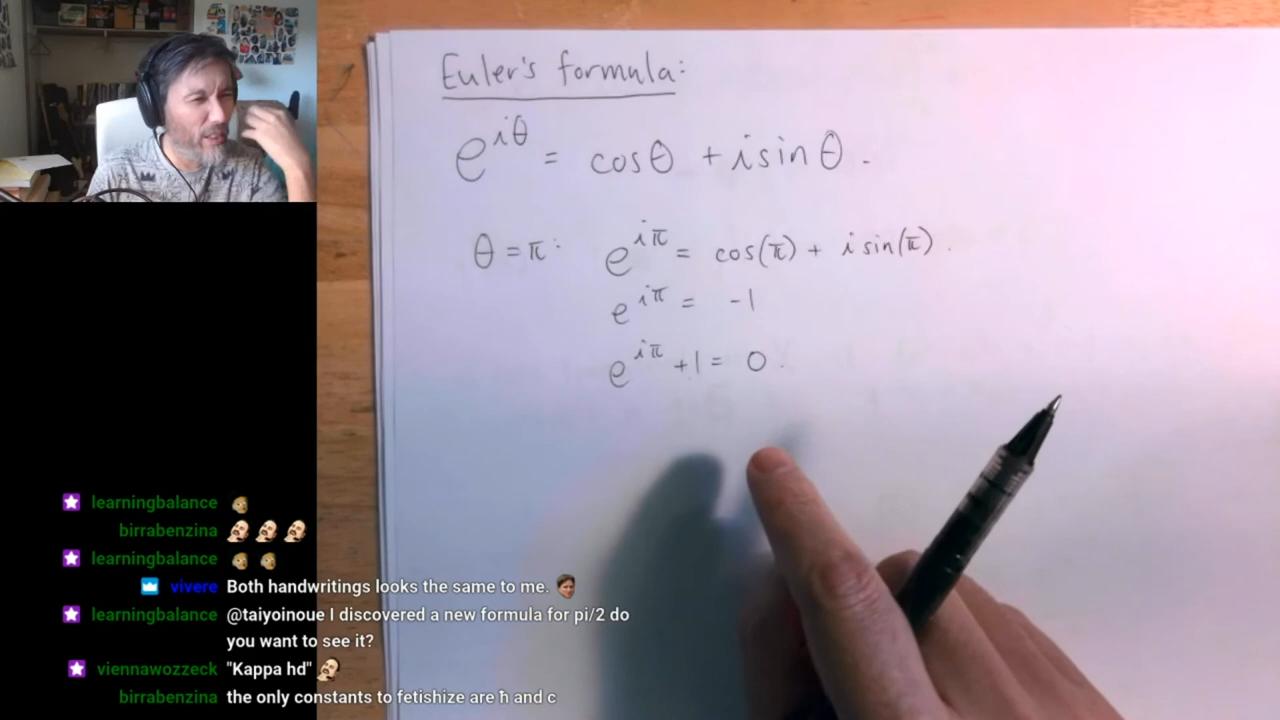 Euler's formula:
e^{iθ} = cosθ + i sin θ.
θ = π: e^{iπ} = cos(π) + i sin(π).
e^{iπ} = -1
e^{iπ} +1 = 0.
learningbalance
birrabenzina
learningbalance
vivere Both handwritings looks the same to me.
learningbalance @taiyoinoue I discovered a new formula for pi/2 do
you want to see it?
viennawozzeck "Kappa hd"
birrabenzina the only constants to fetishize are ħ and c